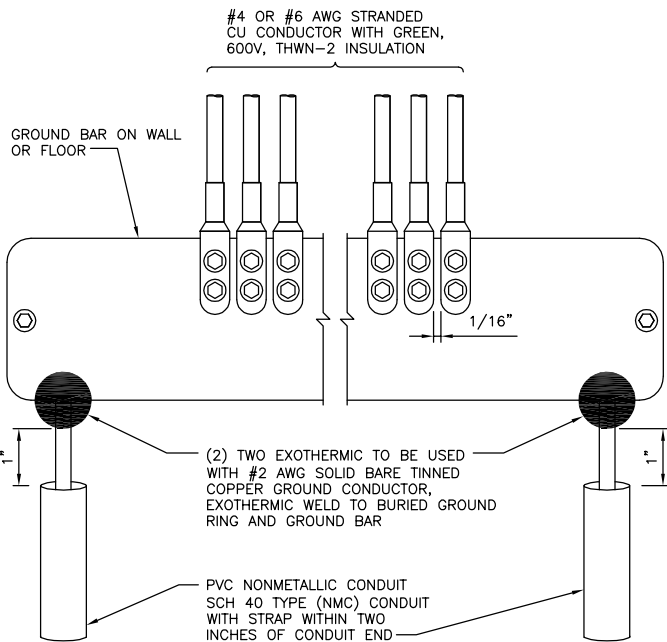 #4 OR #6 AWG STRANDED
CU CONDUCTOR WITH GREEN,
600V, THWN-2 INSULATION
GROUND BAR ON WALL
OR FLOOR
1/16"
1"
1"
(2) TWO EXOTHERMIC TO BE USED
WITH #2 AWG SOLID BARE TINNED
COPPER GROUND CONDUCTOR,
EXOTHERMIC WELD TO BURIED GROUND
RING AND GROUND BAR
PVC NONMETALLIC CONDUIT
SCH 40 TYPE (NMC) CONDUIT
WITH STRAP WITHIN TWO
INCHES OF CONDUIT END